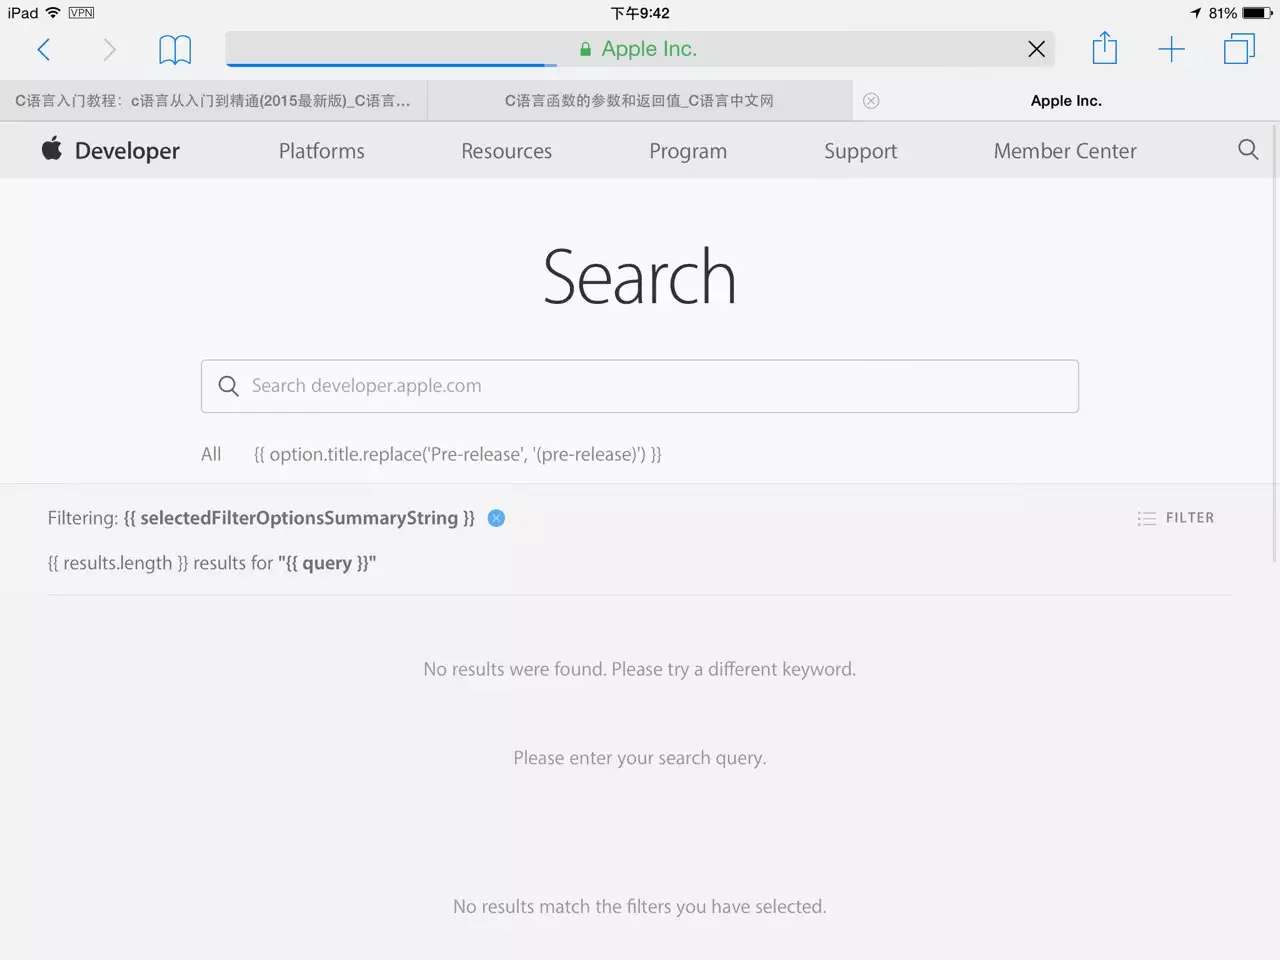 iPad VPN 下午9:42 81%
Apple Inc.
C语言入门教程：c语言从入门到精通(2015最新版)_C语言... C语言函数的参数和返回值_C语言中文网 Apple Inc.
Developer Platforms Resources Program Support Member Center
Search
Search developer.apple.com
All {{ option.title.replace('Pre-release', '(pre-release)') }}
Filtering: {{ selectedFilterOptionsSummaryString }} FILTER
{{ results.length }} results for "{{ query }}"
No results were found. Please try a different keyword.
Please enter your search query.
No results match the filters you have selected.